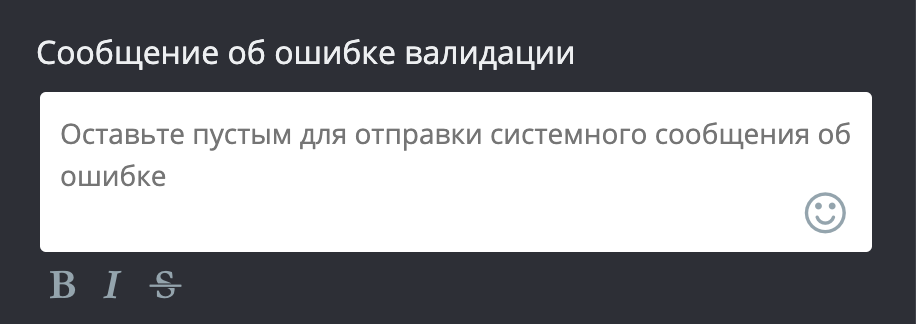 Сообщение об ошибке валидации
Оставьте пустым для отправки системного сообщения об
ошибке
B I S